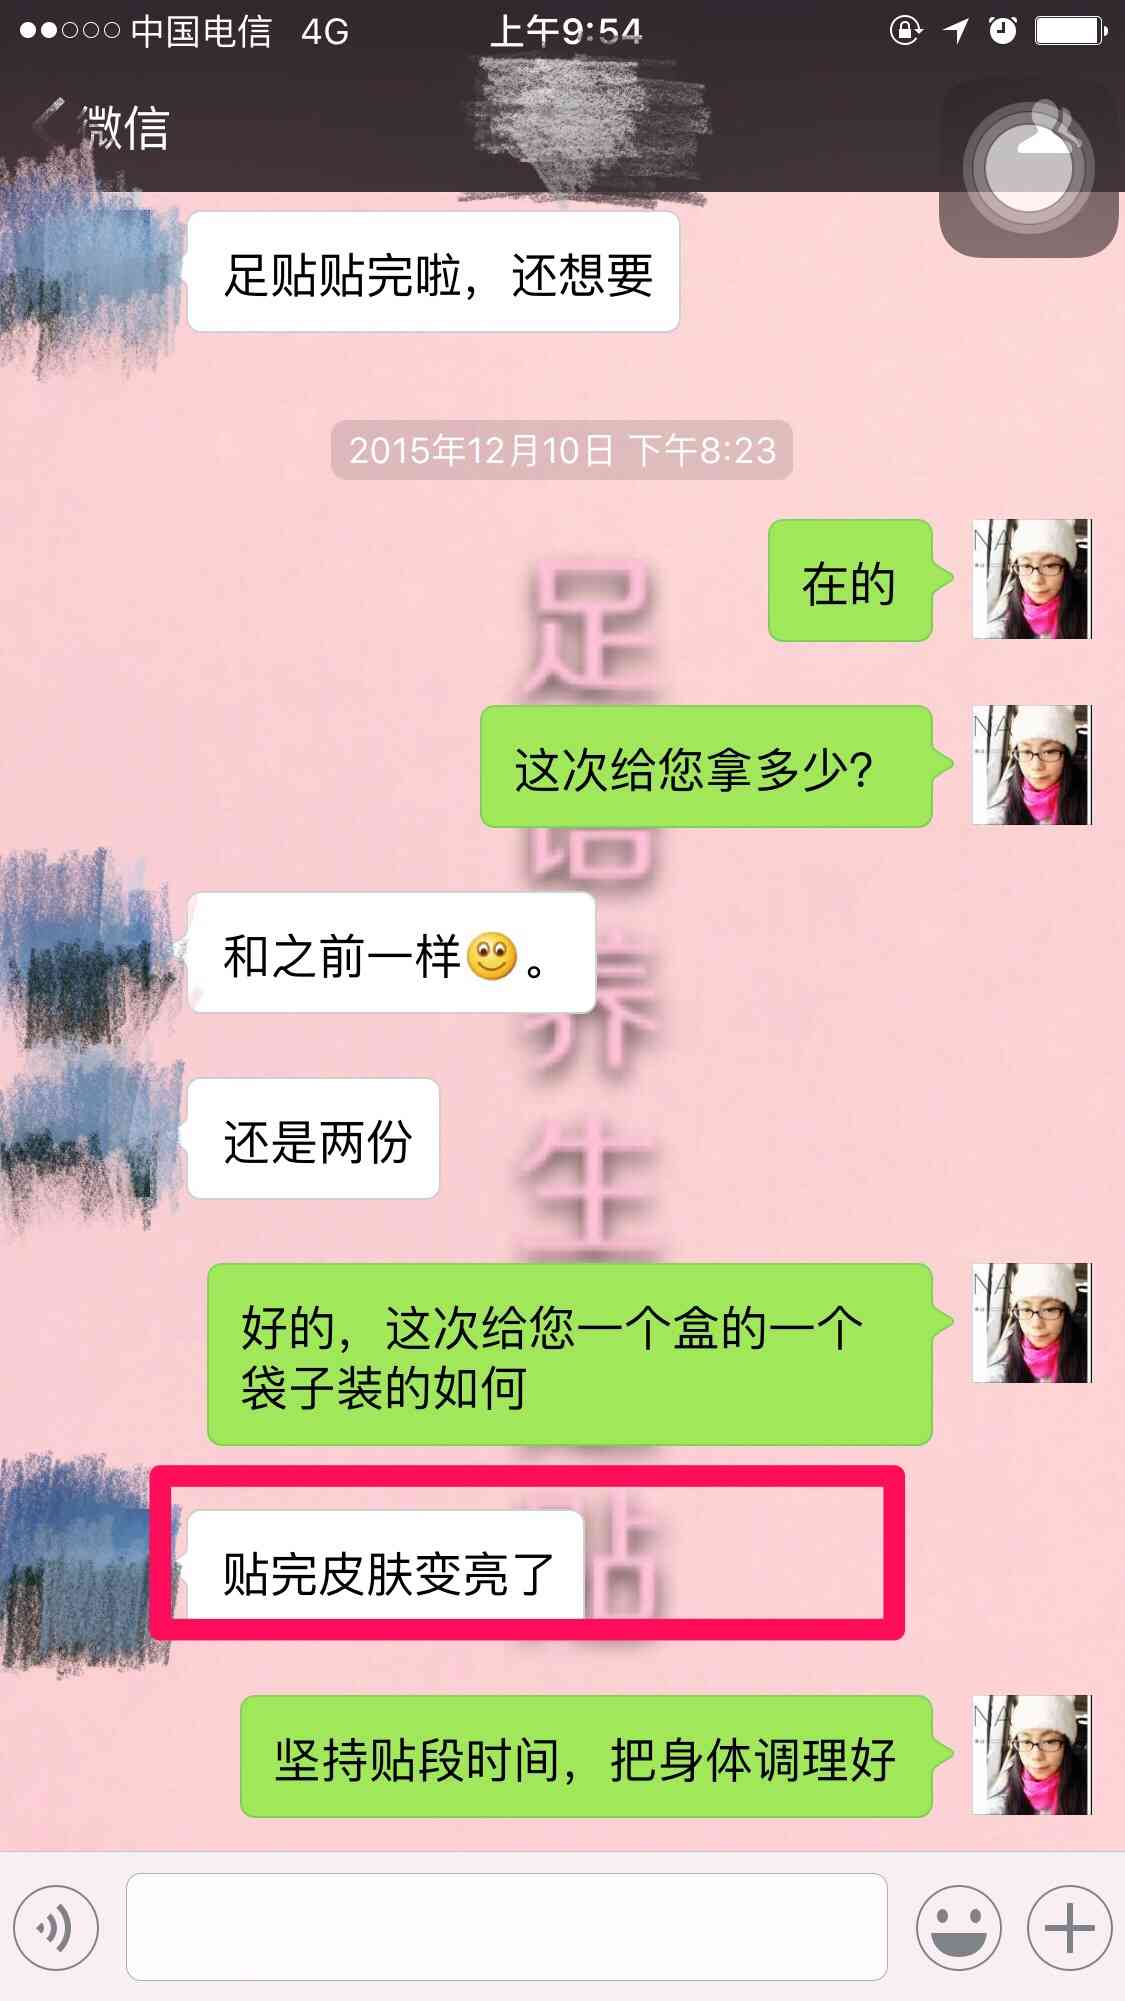 中国电信 4G 上午9:54
微信
足贴贴完啦，还想要
2015年12月10日 下午8:23
在的
足
这次给您拿多少?
和之前一样。
养
还是两份
生
好的，这次给您一个盒的一个
袋子装的如何
贴完皮肤变亮了
贴
坚持贴段时间，把身体调理好